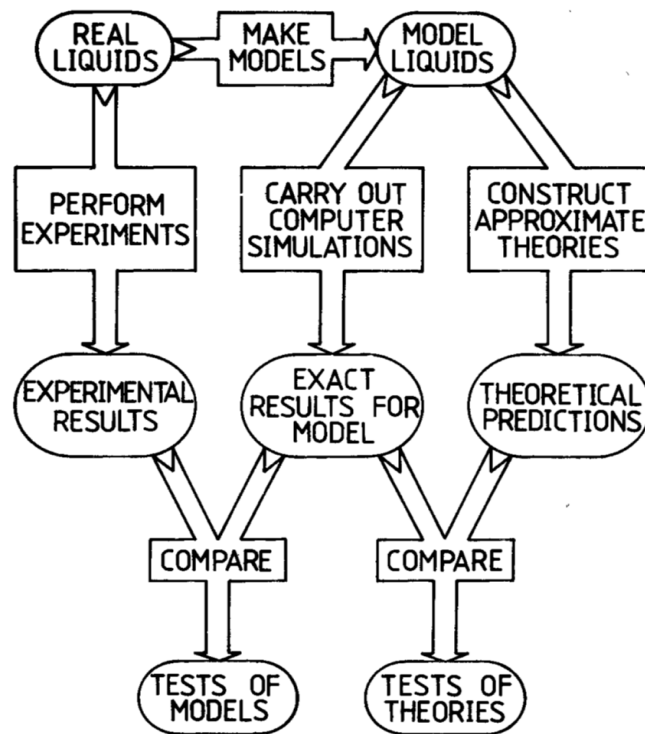 REAL
LIQUIDS
MAKE
MODELS
MODEL
LIQUIDS
PERFORM
EXPERIMENTS
CARRY OUT
COMPUTER
SIMULATIONS
CONSTRUCT
APPROXIMATE
THEORIES
EXPERIMENTAL
RESULTS
EXACT
RESULTS FOR
MODEL
THEORETICAL
PREDICTIONS
COMPARE
COMPARE
TESTS OF
MODELS
TESTS OF
THEORIES